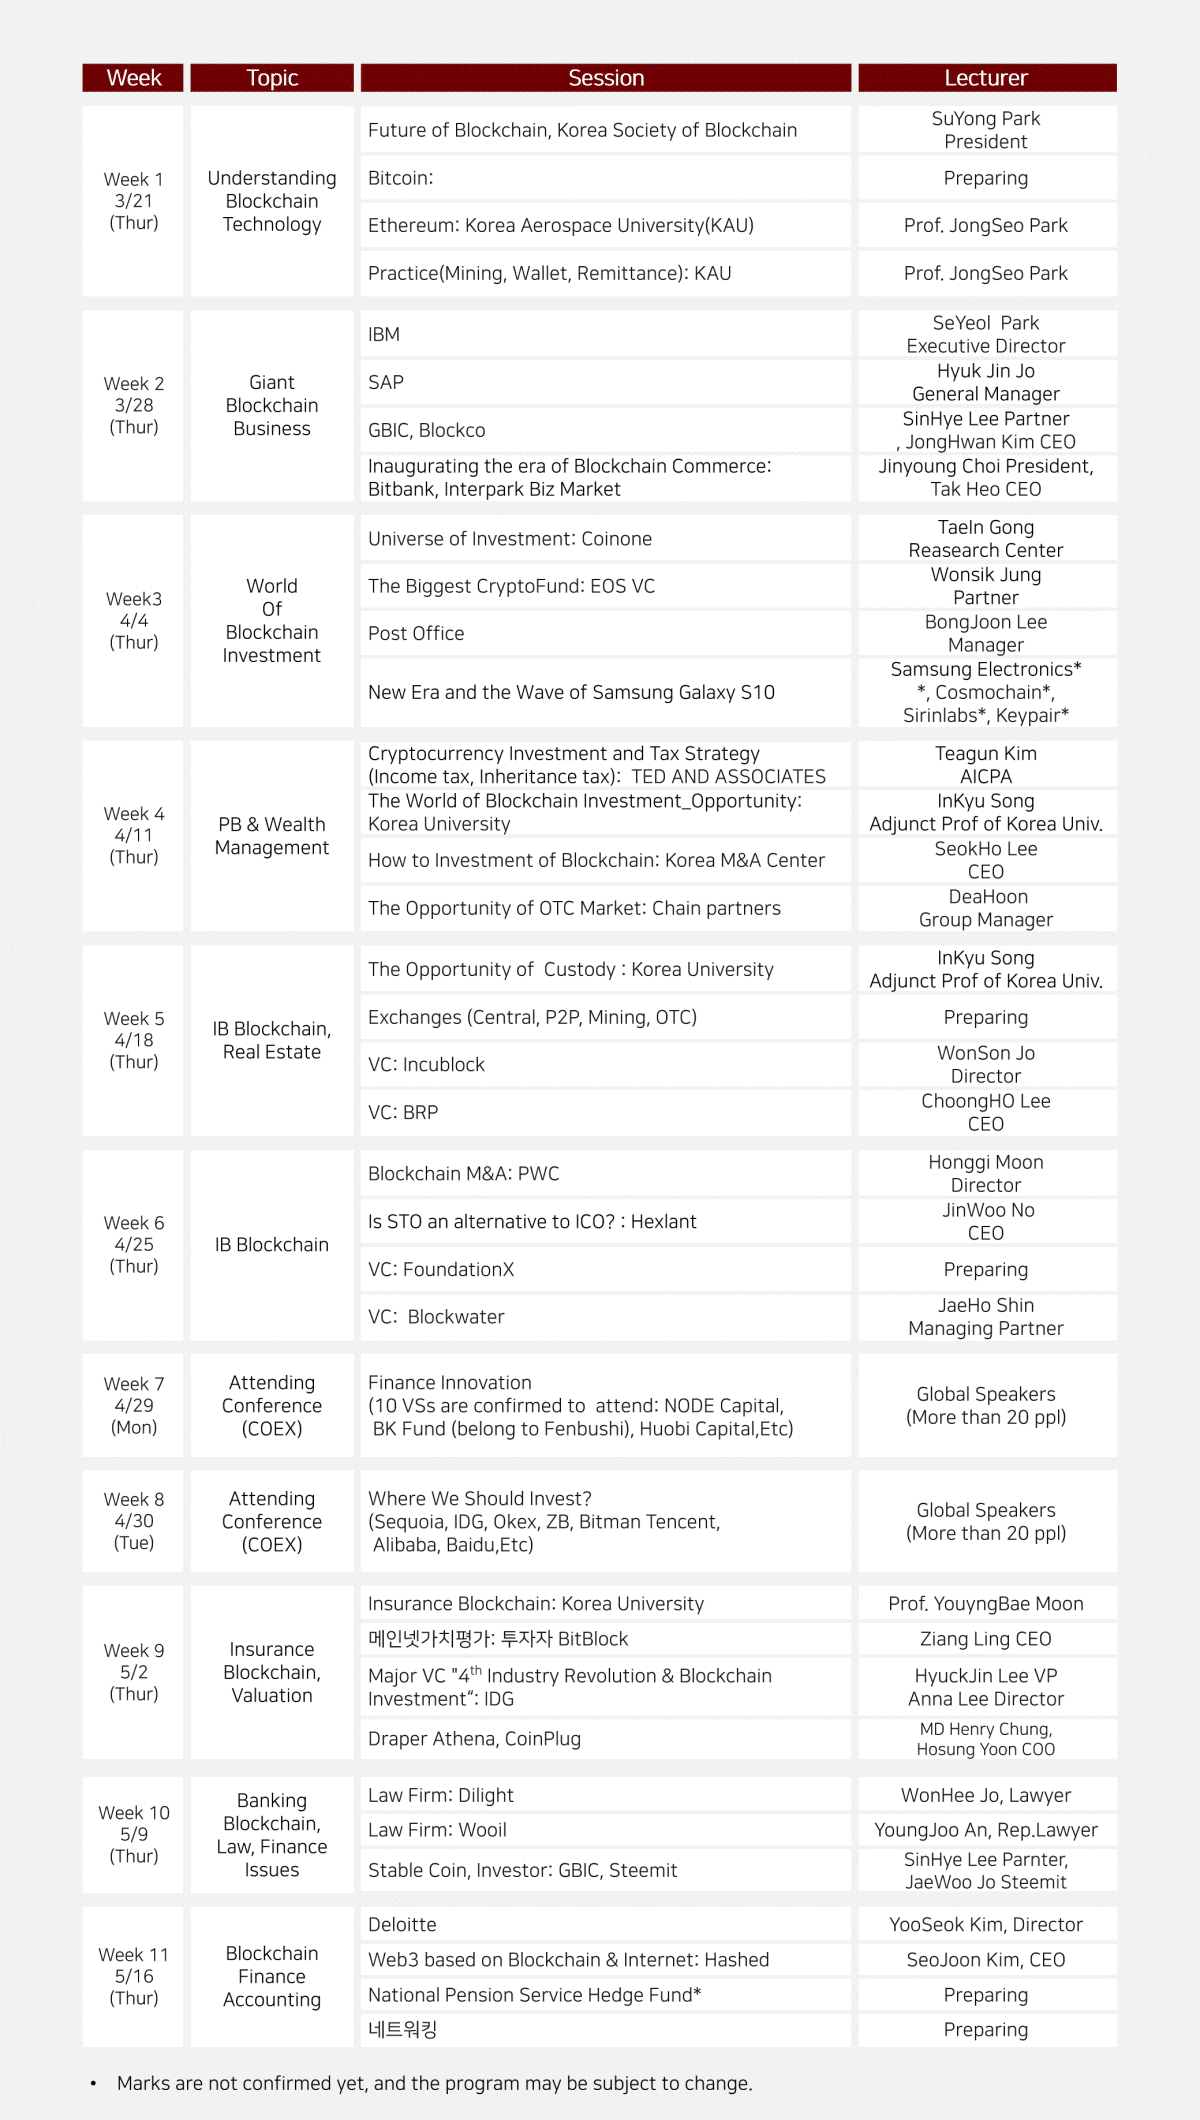 Week Topic Session Lecturer
Week 1
3/21
(Thur)
Understanding
Blockchain
Technology
Future of Blockchain, Korea Society of Blockchain
SuYong Park
President
Bitcoin:
Preparing
Ethereum: Korea Aerospace University(KAU)
Prof. JongSeo Park
Practice(Mining, Wallet, Remittance): KAU
Prof. JongSeo Park
Week 2
3/28
(Thur)
Giant
Blockchain
Business
IBM
SeYeol Park
Executive Director
SAP
Hyuk Jin Jo
General Manager
GBIC, Blockco
SinHye Lee Partner
, JongHwan Kim CEO
Inaugurating the era of Blockchain Commerce:
Bitbank, Interpark Biz Market
Jinyoung Choi President,
Tak Heo CEO
Week3
4/4
(Thur)
World
Of
Blockchain
Investment
Universe of Investment: Coinone
TaeIn Gong
Reasearch Center
The Biggest CryptoFund: EOS VC
Wonsik Jung
Partner
Post Office
BongJoon Lee
Manager
New Era and the Wave of Samsung Galaxy S10
Samsung Electronics*
*, Cosmochain*,
Sirinlabs*, Keypair*
Week 4
4/11
(Thur)
PB & Wealth
Management
Cryptocurrency Investment and Tax Strategy
(Income tax, Inheritance tax): TED AND ASSOCIATES
Teagun Kim
AICPA
The World of Blockchain Investment_Opportunity:
Korea University
InKyu Song
Adjunct Prof of Korea Univ.
How to Investment of Blockchain: Korea M&A Center
SeokHo Lee
CEO
The Opportunity of OTC Market: Chain partners
DeaHoon
Group Manager
Week 5
4/18
(Thur)
IB Blockchain,
Real Estate
The Opportunity of Custody : Korea University
InKyu Song
Adjunct Prof of Korea Univ.
Exchanges (Central, P2P, Mining, OTC)
Preparing
VC: Incublock
WonSon Jo
Director
VC: BRP
ChoongHO Lee
CEO
Week 6
4/25
(Thur)
IB Blockchain
Blockchain M&A: PWC
Honggi Moon
Director
Is STO an alternative to ICO? : Hexlant
JinWoo No
CEO
VC: FoundationX
Preparing
VC: Blockwater
JaeHo Shin
Managing Partner
Week 7
4/29
(Mon)
Attending
Conference
(COEX)
Finance Innovation
(10 VSs are confirmed to attend: NODE Capital,
BK Fund (belong to Fenbushi), Huobi Capital,Etc)
Global Speakers
(More than 20 ppl)
Week 8
4/30
(Tue)
Attending
Conference
(COEX)
Where We Should Invest?
(Sequoia, IDG, Okex, ZB, Bitman Tencent,
Alibaba, Baidu,Etc)
Global Speakers
(More than 20 ppl)
Week 9
5/2
(Thur)
Insurance
Blockchain,
Valuation
Insurance Blockchain: Korea University
Prof. YouyngBae Moon
메인넷가치평가: 투자자 BitBlock
Ziang Ling CEO
Major VC "4th Industry Revolution & Blockchain
Investment“: IDG
HyuckJin Lee VP
Anna Lee Director
Draper Athena, CoinPlug
MD Henry Chung,
Hosung Yoon COO
Week 10
5/9
(Thur)
Banking
Blockchain,
Law, Finance
Issues
Law Firm: Dilight
WonHee Jo, Lawyer
Law Firm: Wooil
YoungJoo An, Rep.Lawyer
Stable Coin, Investor: GBIC, Steemit
SinHye Lee Parnter,
JaeWoo Jo Steemit
Week 11
5/16
(Thur)
Blockchain
Finance
Accounting
Deloitte
YooSeok Kim, Director
Web3 based on Blockchain & Internet: Hashed
SeoJoon Kim, CEO
National Pension Service Hedge Fund*
Preparing
네트워킹
Preparing
• Marks are not confirmed yet, and the program may be subject to change.